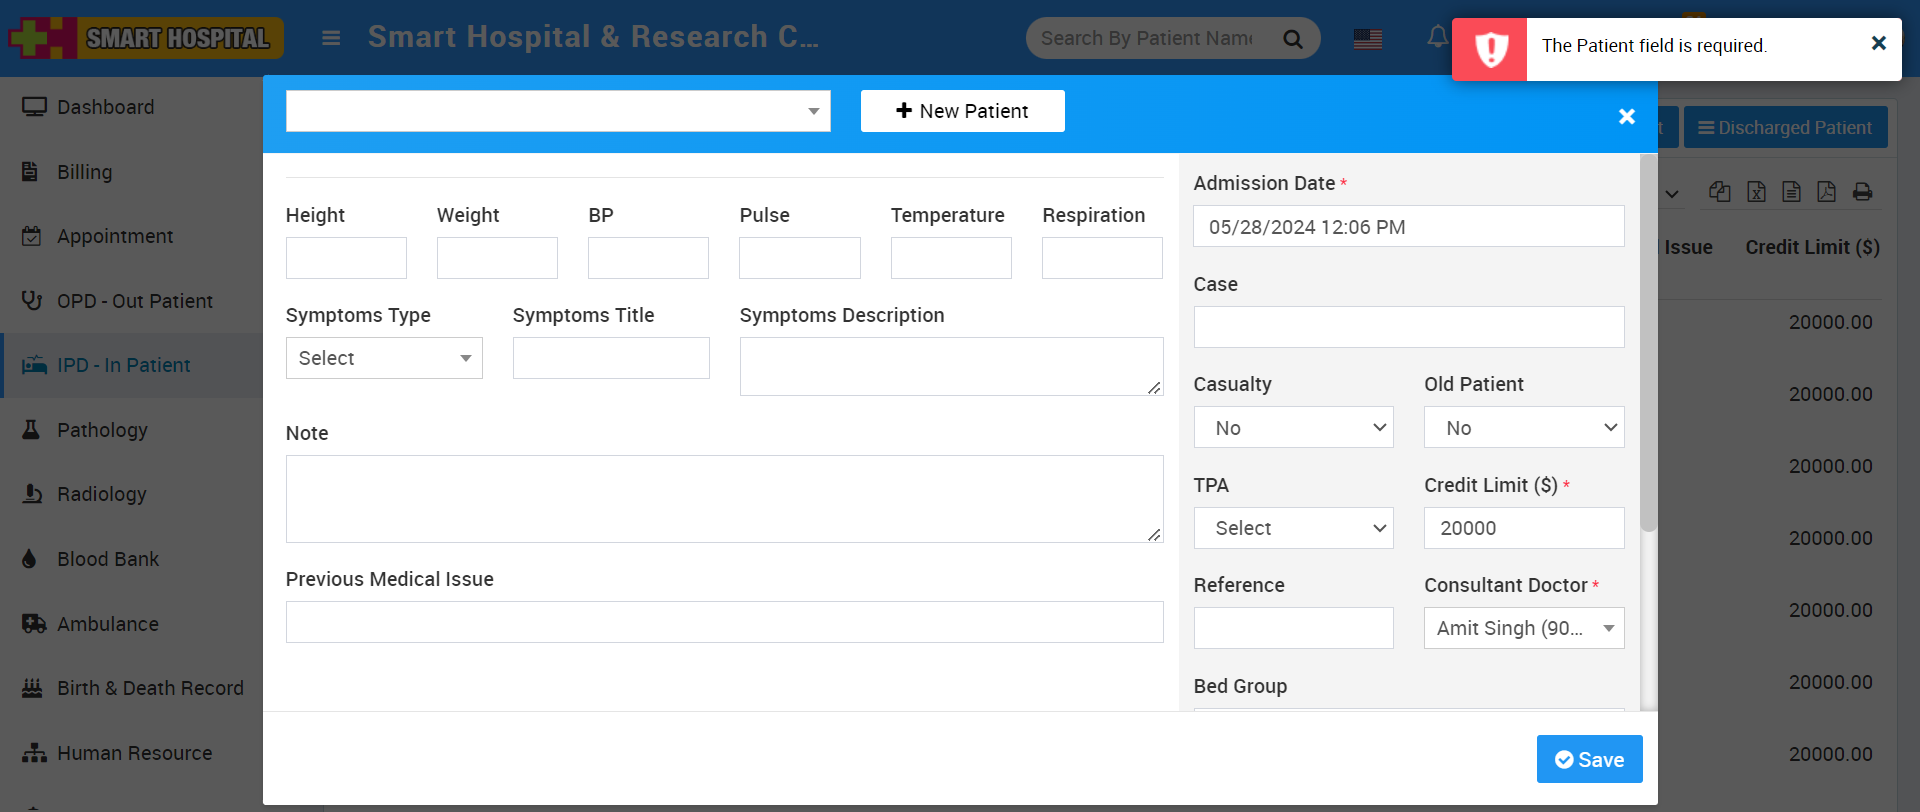 SMART HOSPITAL
Smart Hospital & Research C...
Search By Patient Name
The Patient field is required.
New Patient
Discharged Patient
Dashboard
Billing
Appointment
OPD - Out Patient
IPD - In Patient
Pathology
Radiology
Blood Bank
Ambulance
Birth & Death Record
Human Resource
Height Weight BP Pulse Temperature Respiration
Symptoms Type Symptoms Title Symptoms Description
Select
Note
Previous Medical Issue
Admission Date *
05/28/2024 12:06 PM
Case
Casualty Old Patient
No No
TPA Credit Limit ($) *
Select 20000
Reference Consultant Doctor *
Amit Singh (90...
Bed Group
Save
Issue Credit Limit ($)
20000.00
20000.00
20000.00
20000.00
20000.00
20000.00
20000.00